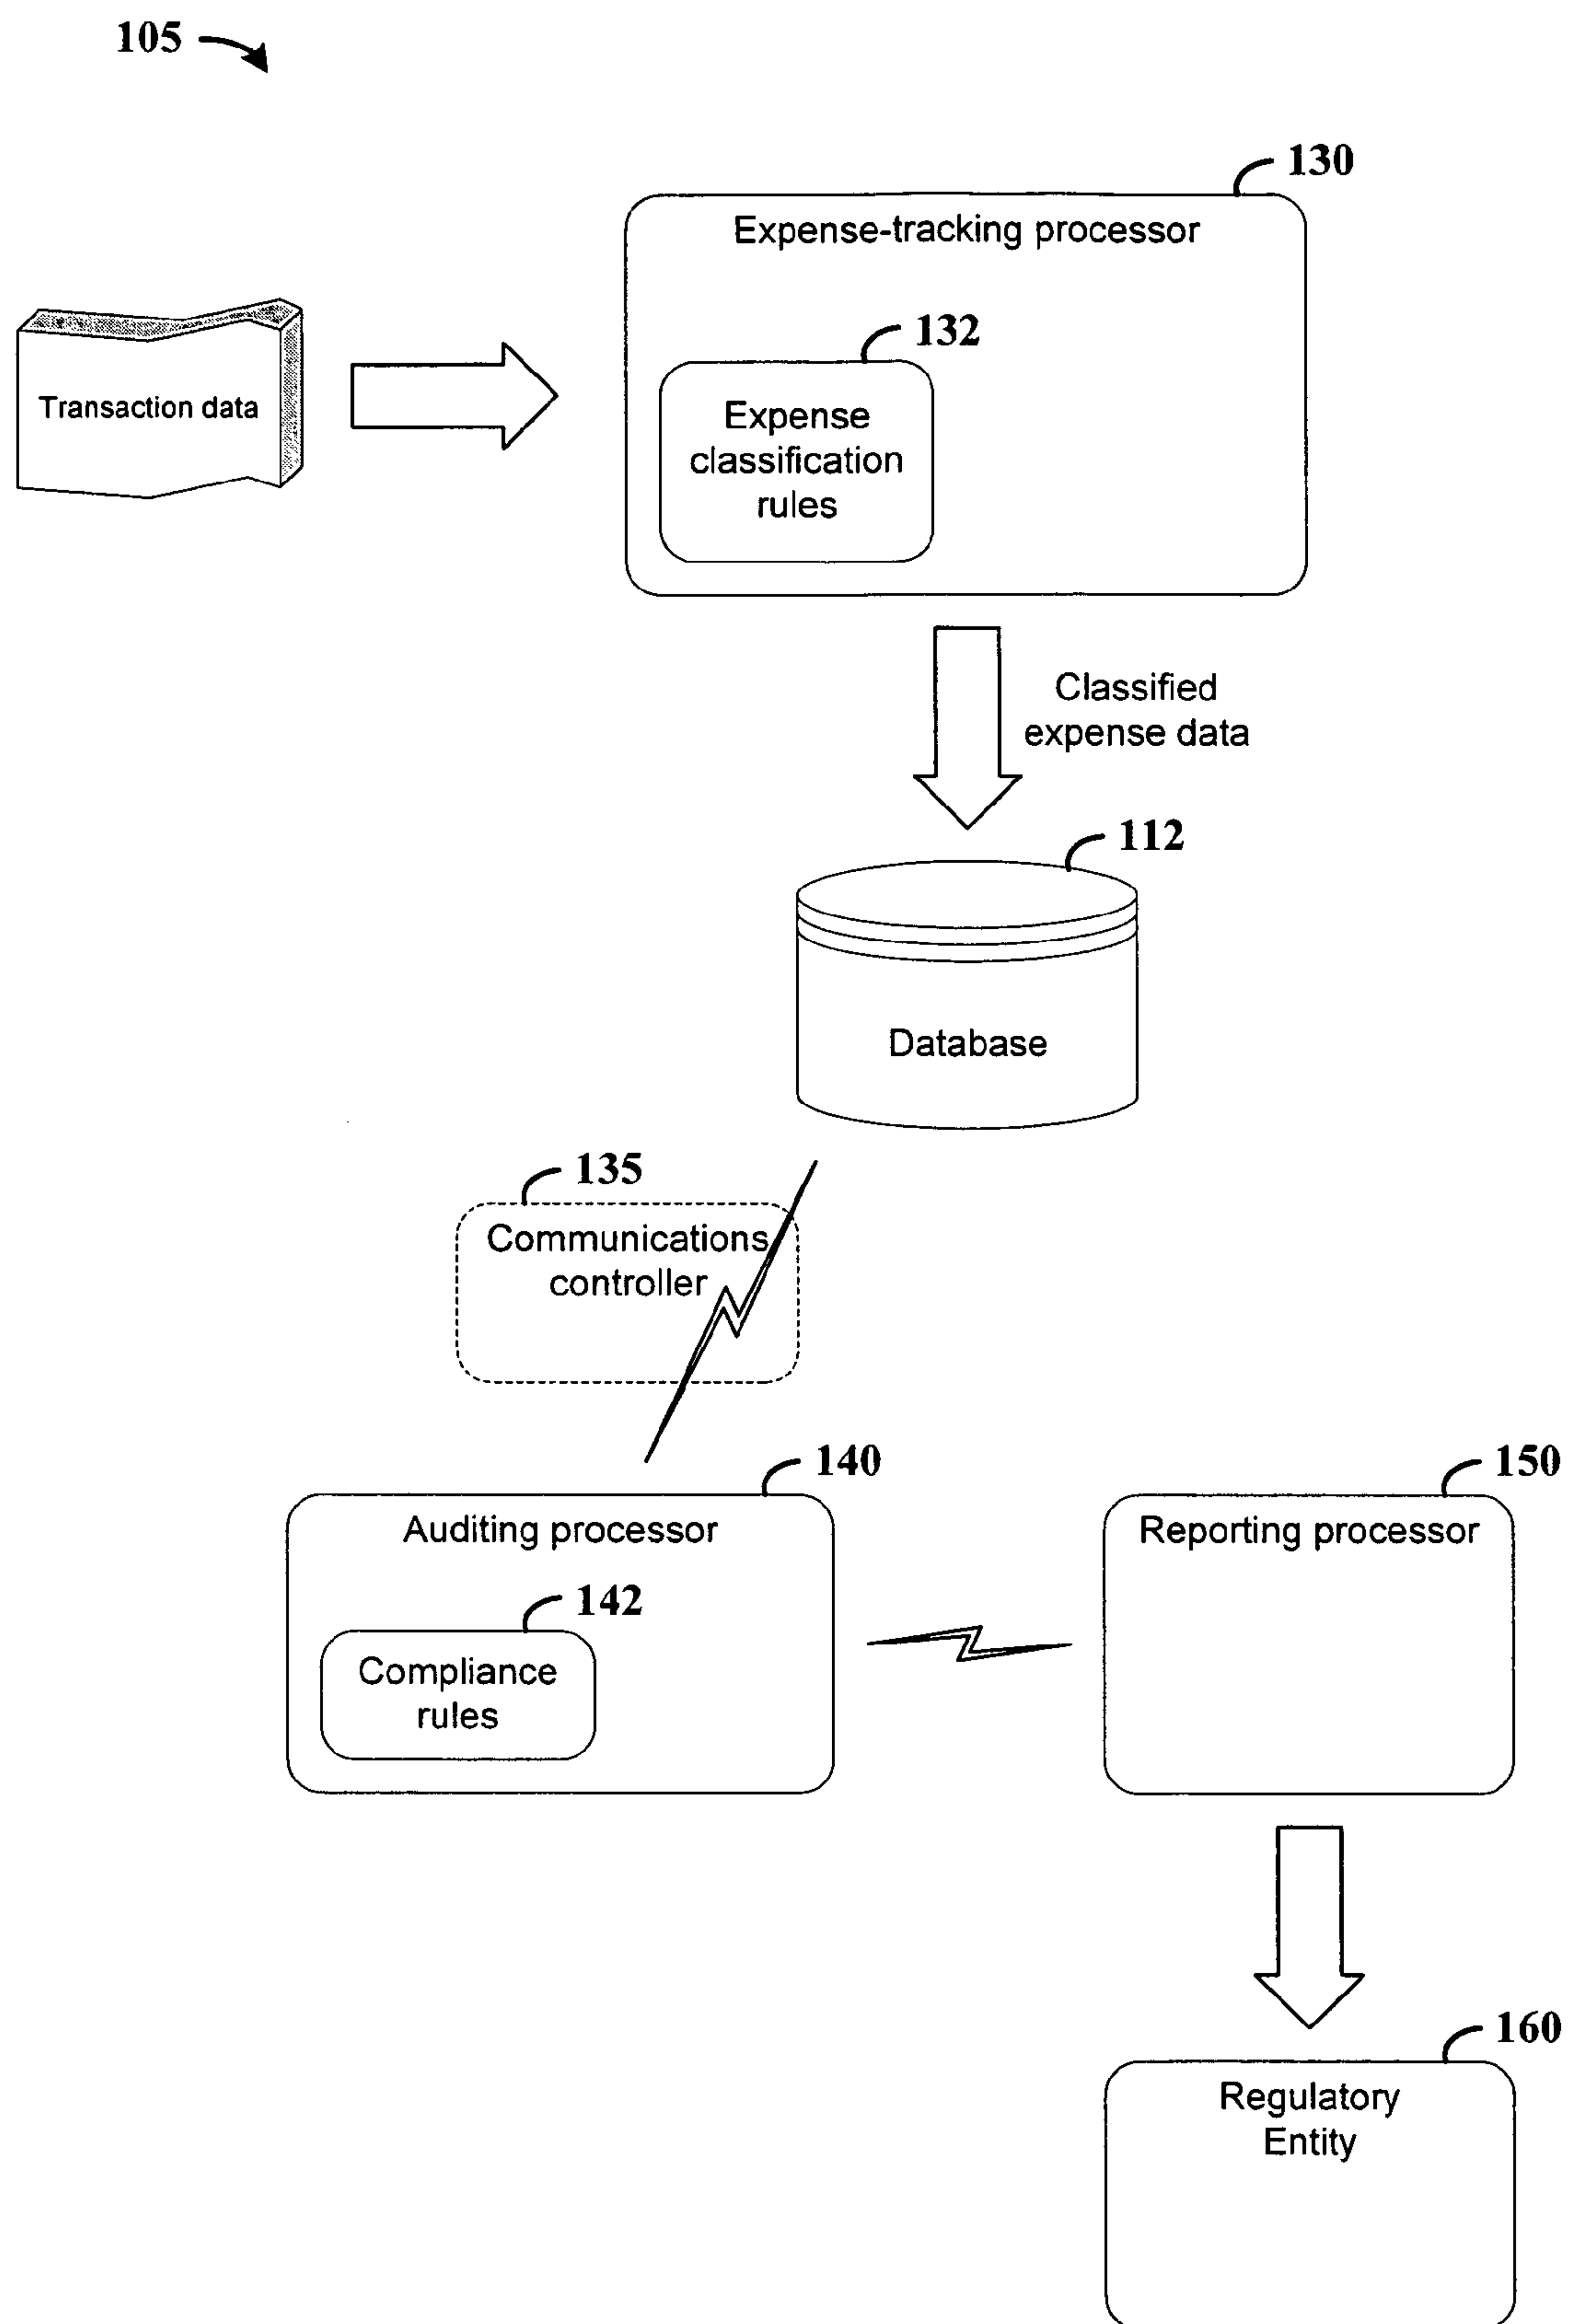 105
130
Expense-tracking processor
132
Transaction data
Expense
classification
rules
Classified
expense data
112
Database
135
Communications
controller
140
150
Auditing processor
Reporting processor
142
Compliance
rules
160
Regulatory
Entity